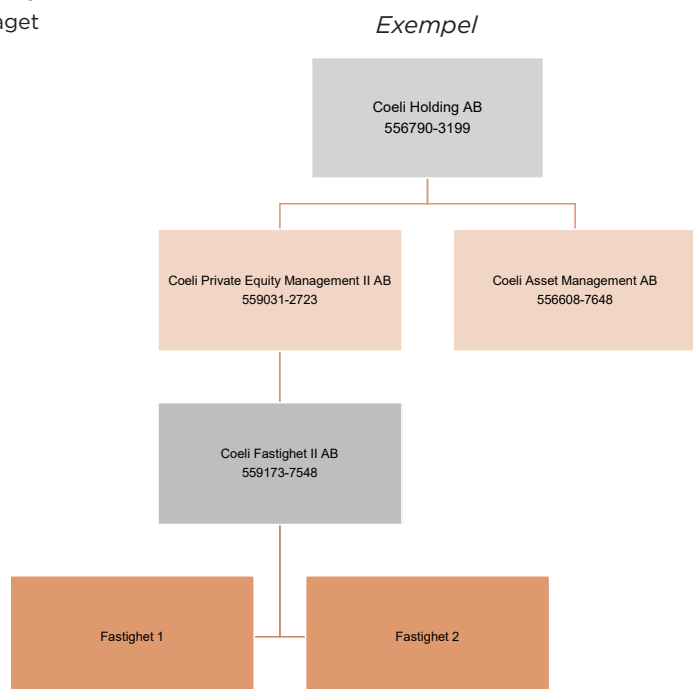 aget
Exempel
Coeli Holding AB
556790-3199
Coeli Private Equity Management II AB
559031-2723
Coeli Asset Management AB
556608-7648
Coeli Fastighet II AB
559173-7548
Fastighet 1
Fastighet 2